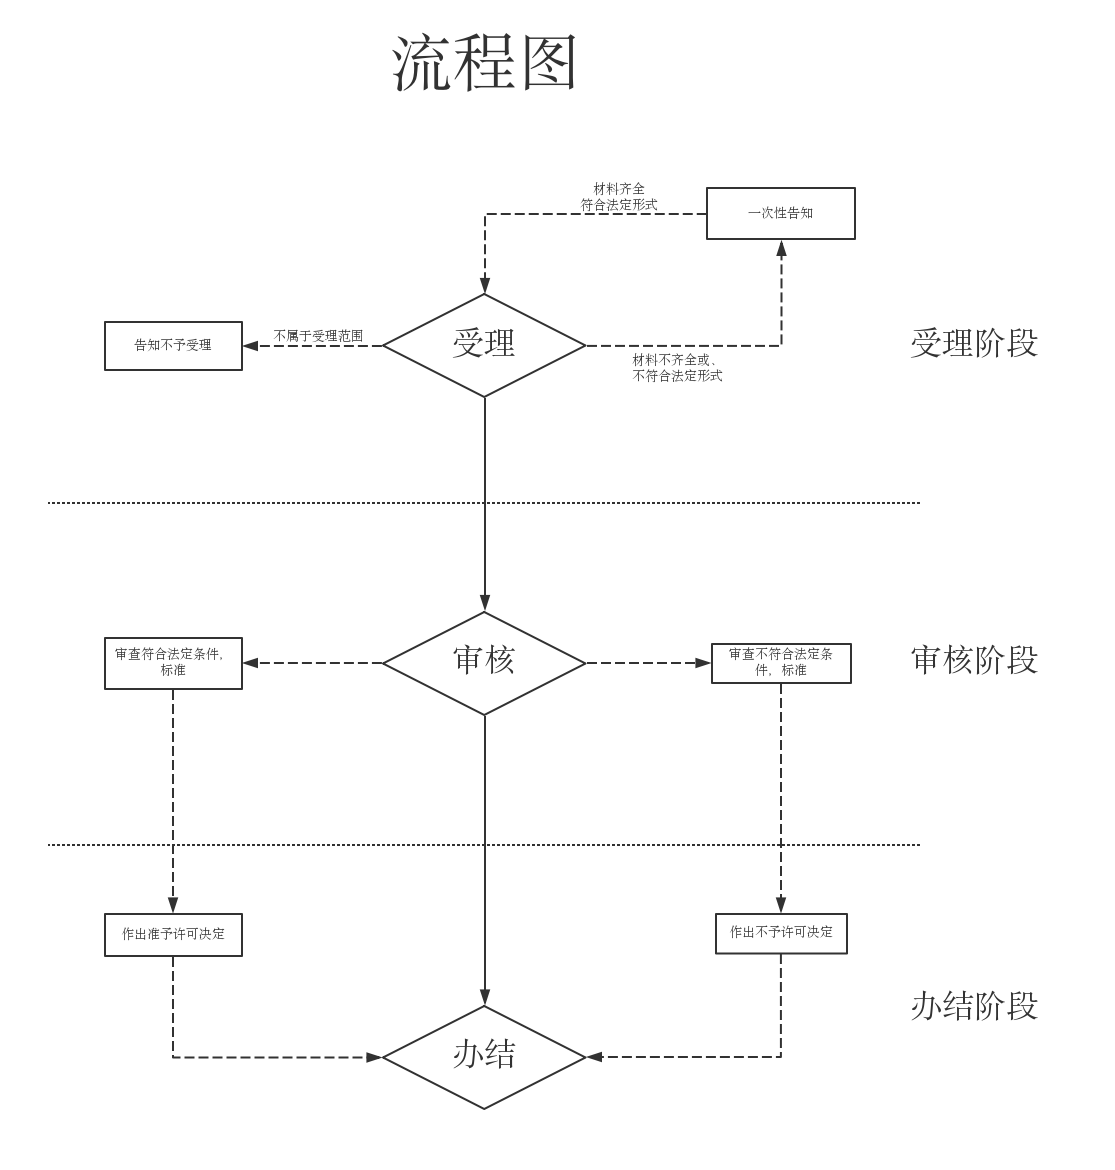 流程图
材料齐全
符合法定形式
一次性告知
告知不予受理
不属于受理范围
受理
材料不齐全或、
不符合法定形式
受理阶段
审查符合法定条件，
标准
审核
审查不符合法定条
件，标准
审核阶段
作出准予许可决定
作出不予许可决定
办结
办结阶段